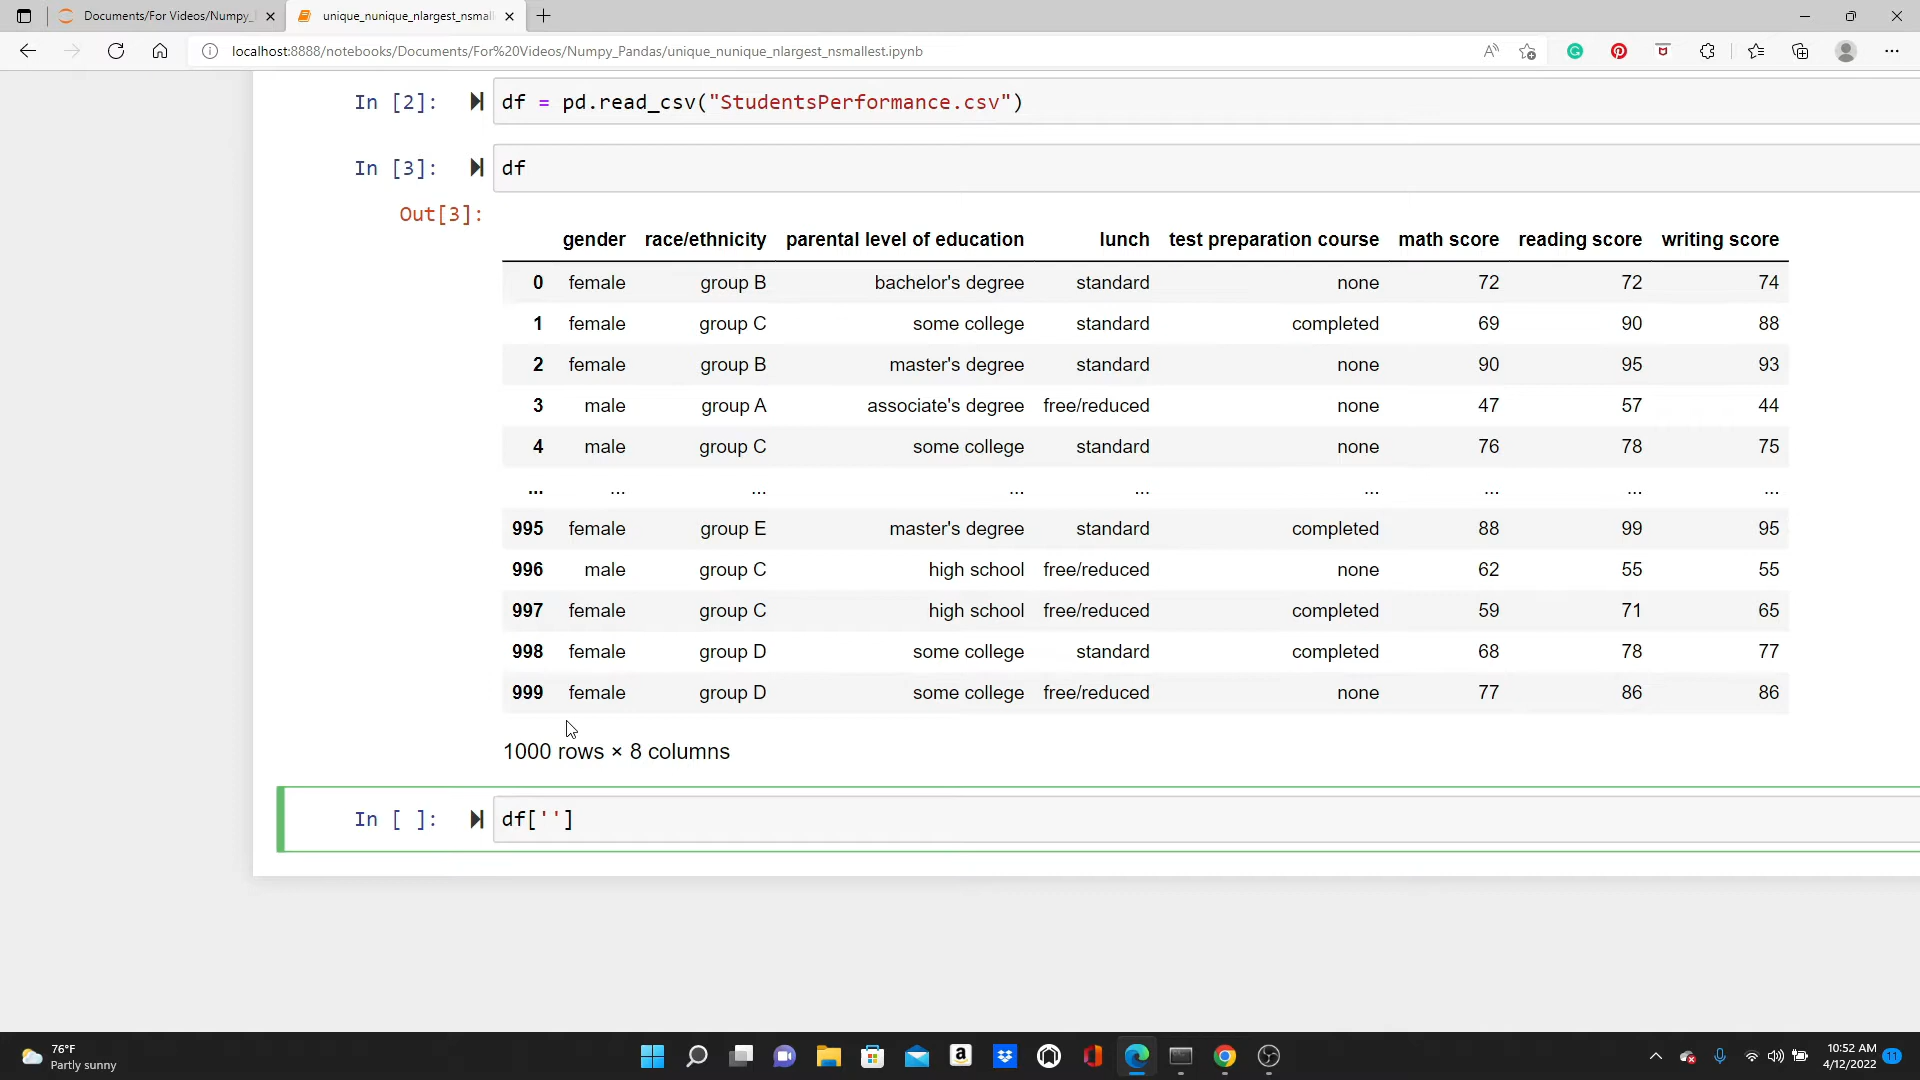 Documents/For Videos/Numpy_
unique_nunique_nlargest_nsmall
localhost:8888/notebooks/Documents/For%20Videos/Numpy_Pandas/unique_nunique_nlargest_nsmallest.ipynb
In [2]: df = pd.read_csv("StudentsPerformance.csv")
In [3]: df
Out[3]:
gender race/ethnicity parental level of education lunch test preparation course math score reading score writing score
0 female group B bachelor's degree standard none 72 72 74
1 female group C some college standard completed 69 90 88
2 female group B master's degree standard none 90 95 93
3 male group A associate's degree free/reduced none 47 57 44
4 male group C some college standard none 76 78 75
... ... ... ... ... ... ... ... ...
995 female group E master's degree standard completed 88 99 95
996 male group C high school free/reduced none 62 55 55
997 female group C high school free/reduced completed 59 71 65
998 female group D some college standard completed 68 78 77
999 female group D some college free/reduced none 77 86 86
1000 rows × 8 columns
In [ ]: df['']
76°F
Partly sunny
10:52 AM
4/12/2022
11